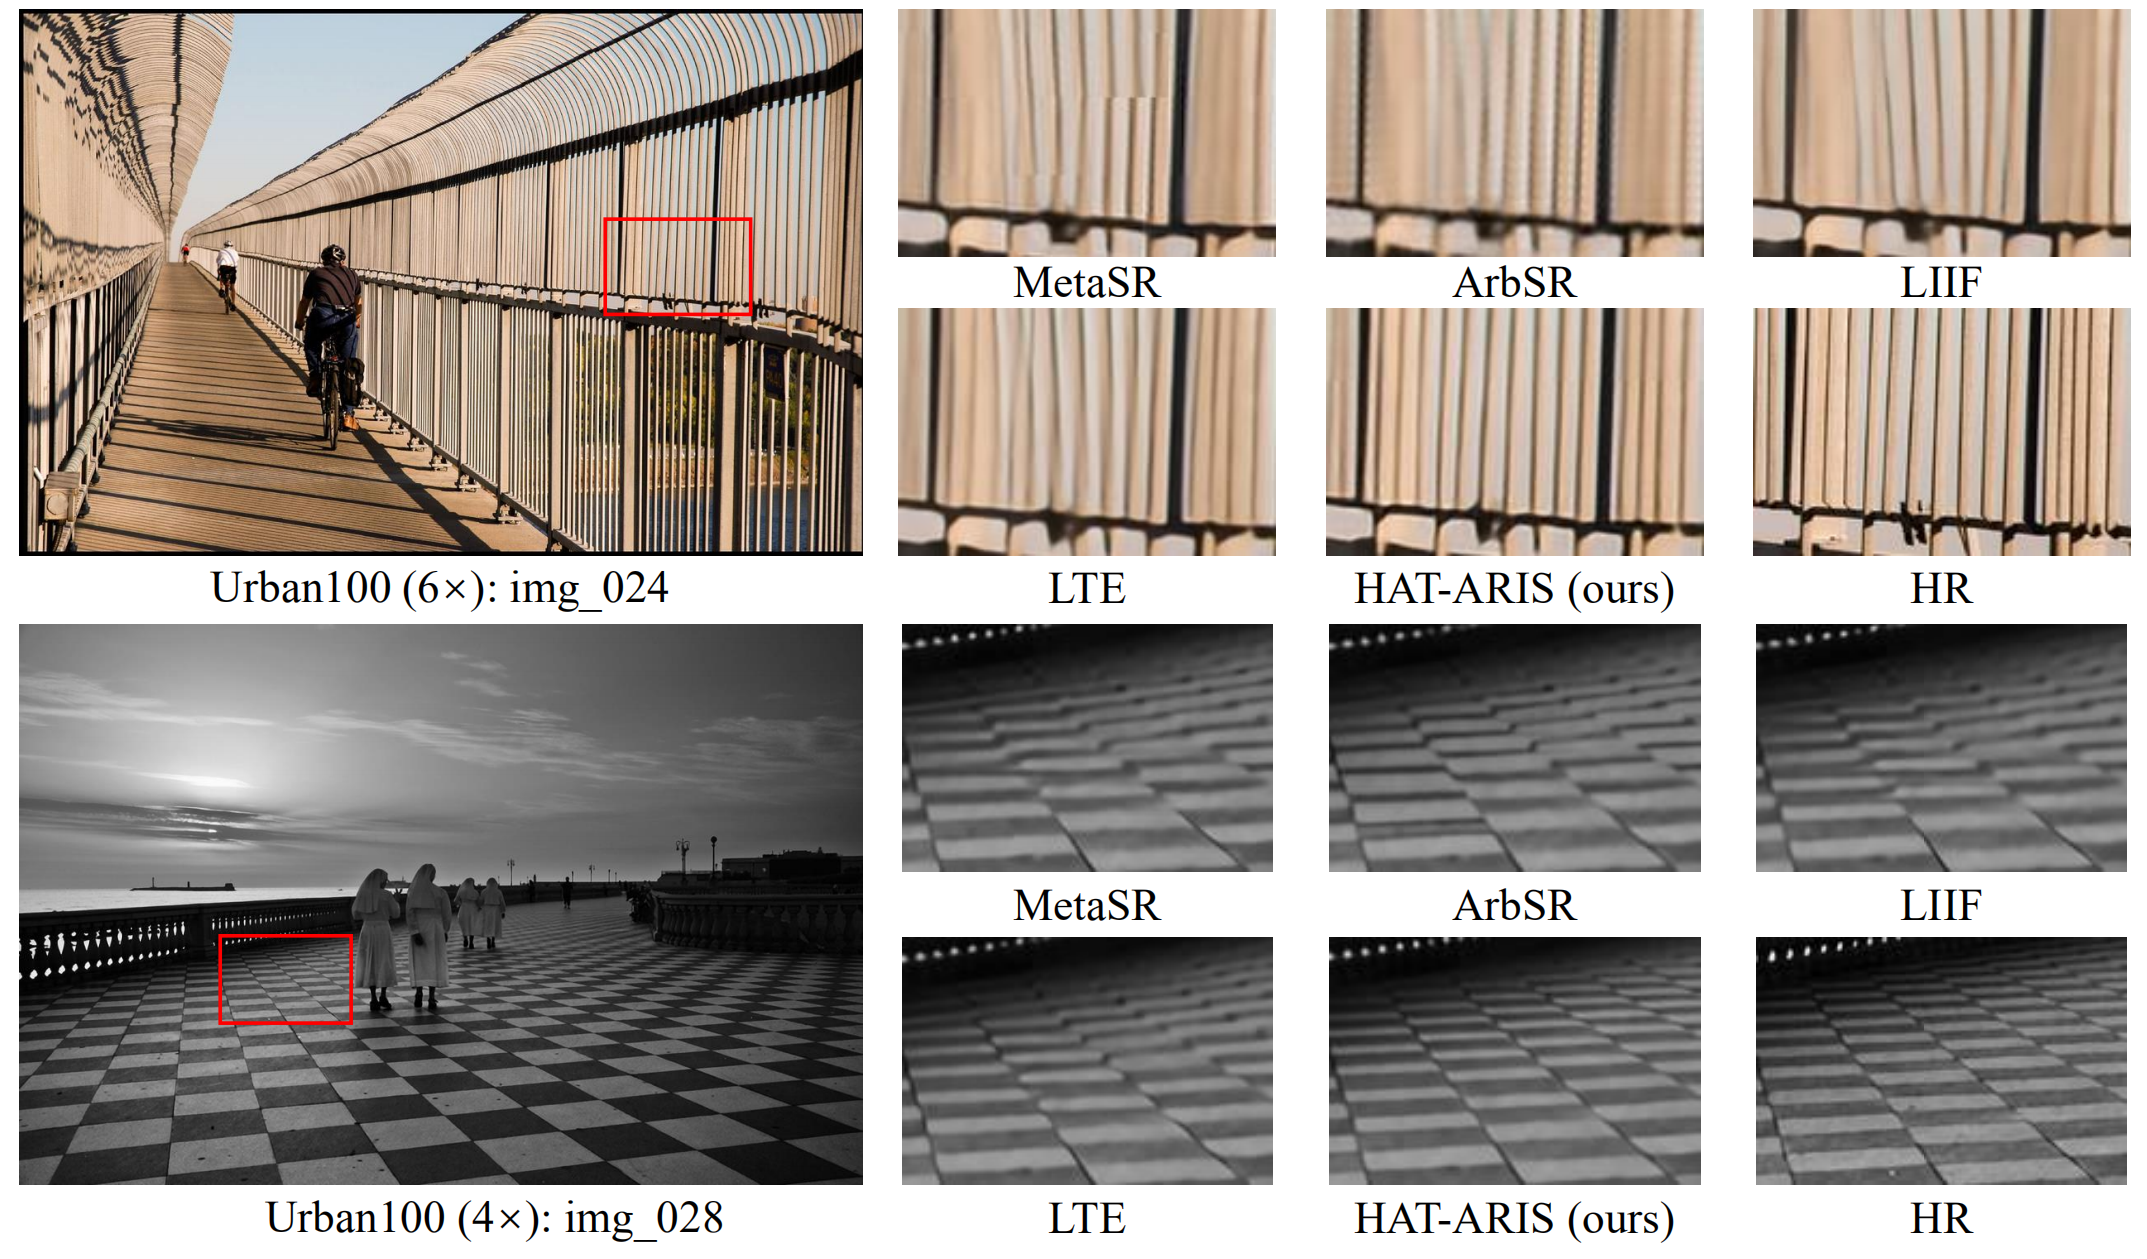 MetaSR
ArbSR
LIIF
LTE
HAT-ARIS (ours)
HR
Urban100 (6×): img_024
MetaSR
ArbSR
LIIF
LTE
HAT-ARIS (ours)
HR
Urban100 (4×): img_028